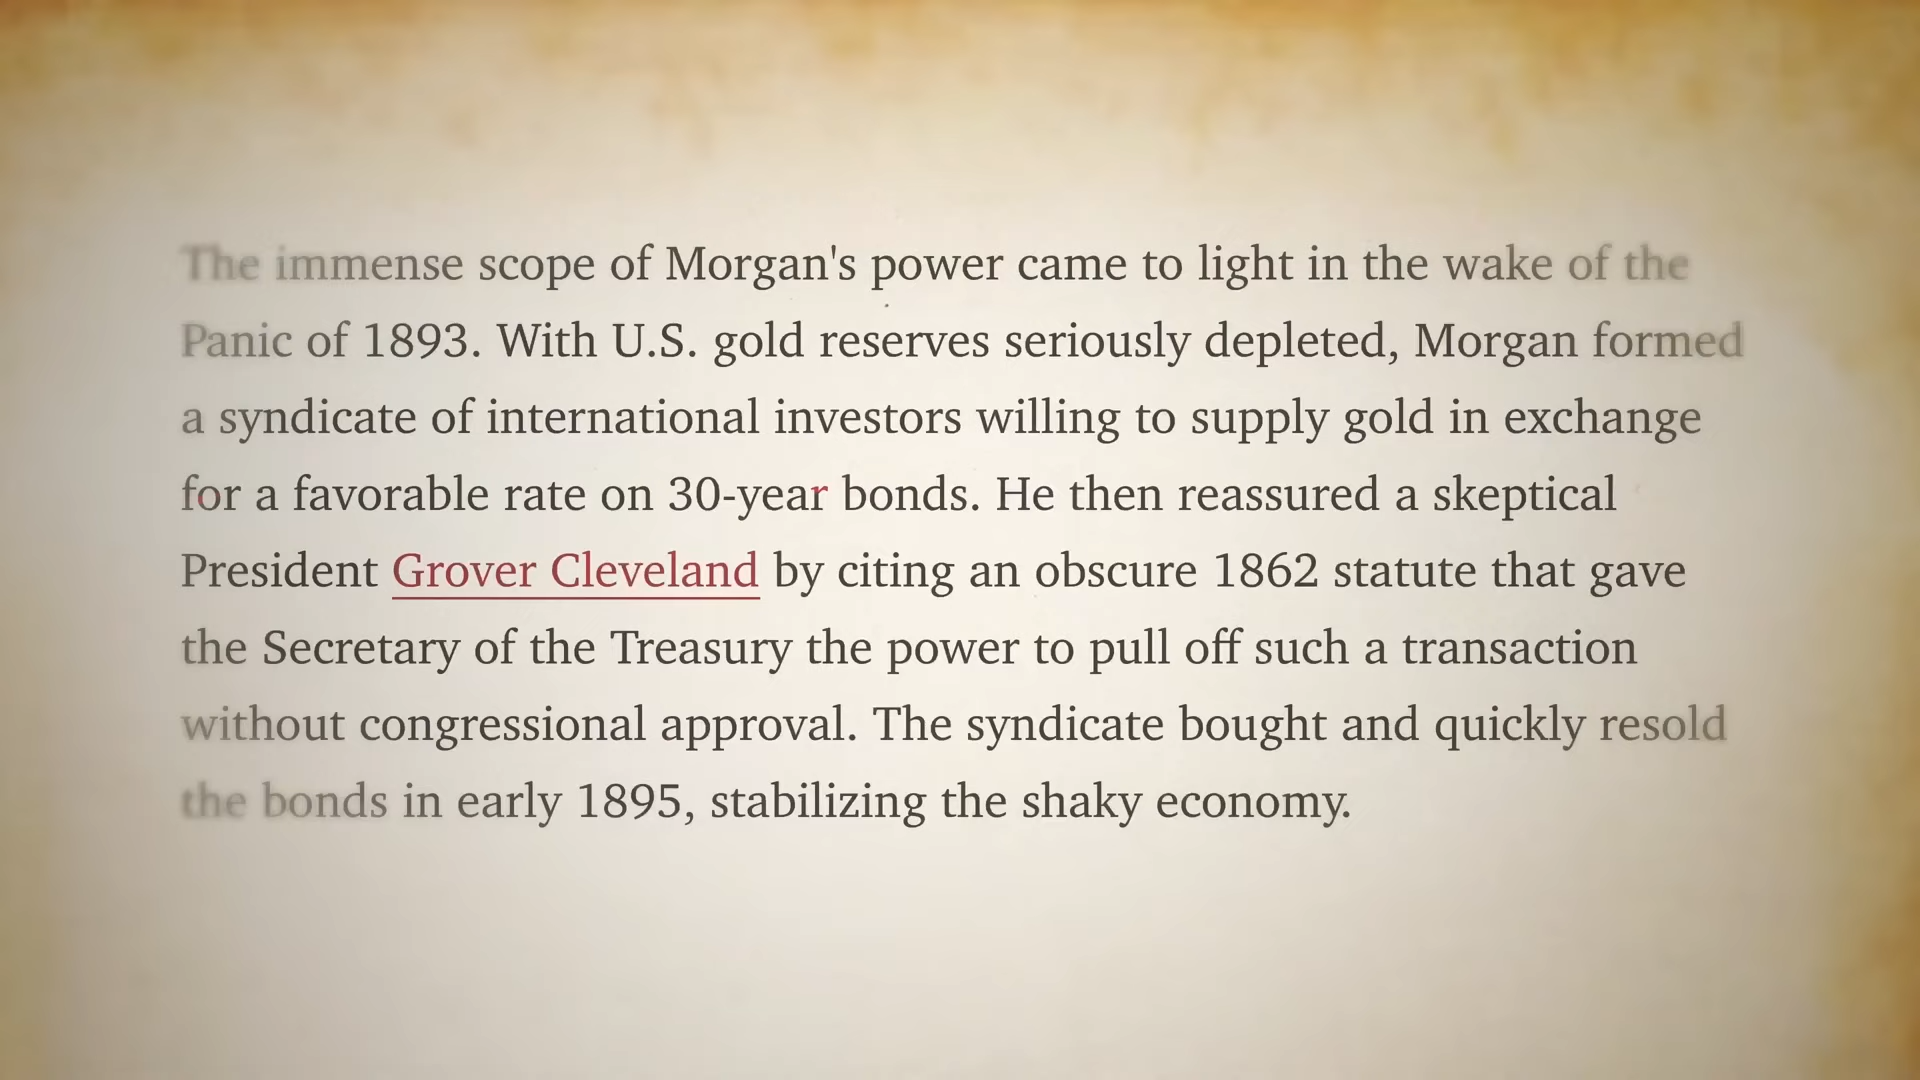 The immense scope of Morgan's power came to light in the wake of the
Panic of 1893. With U.S. gold reserves seriously depleted, Morgan formed
a syndicate of international investors willing to supply gold in exchange
for a favorable rate on 30-year bonds. He then reassured a skeptical
President Grover Cleveland by citing an obscure 1862 statute that gave
the Secretary of the Treasury the power to pull off such a transaction
without congressional approval. The syndicate bought and quickly resold
the bonds in early 1895, stabilizing the shaky economy.